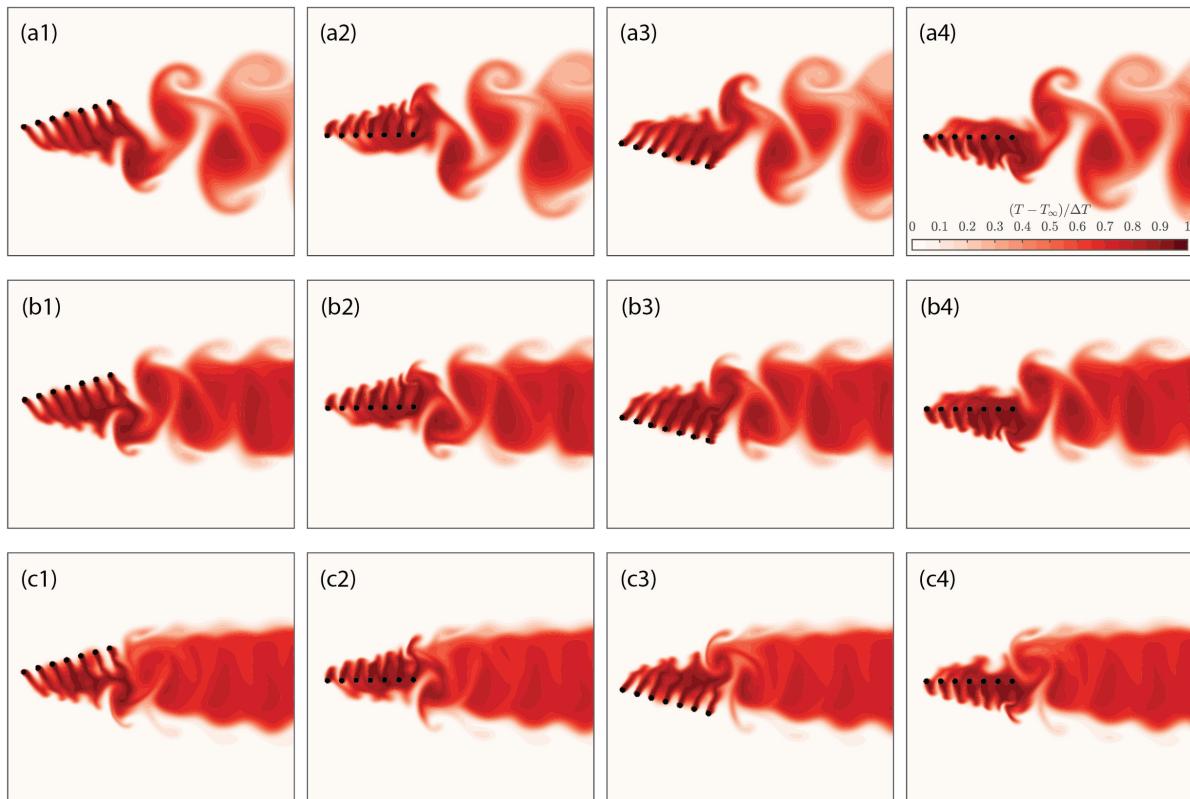 (a1) (a2) (a3) (a4)
(T − T∞)/ΔT
0 0.1 0.2 0.3 0.4 0.5 0.6 0.7 0.8 0.9 1
(b1) (b2) (b3) (b4)
(c1) (c2) (c3) (c4)